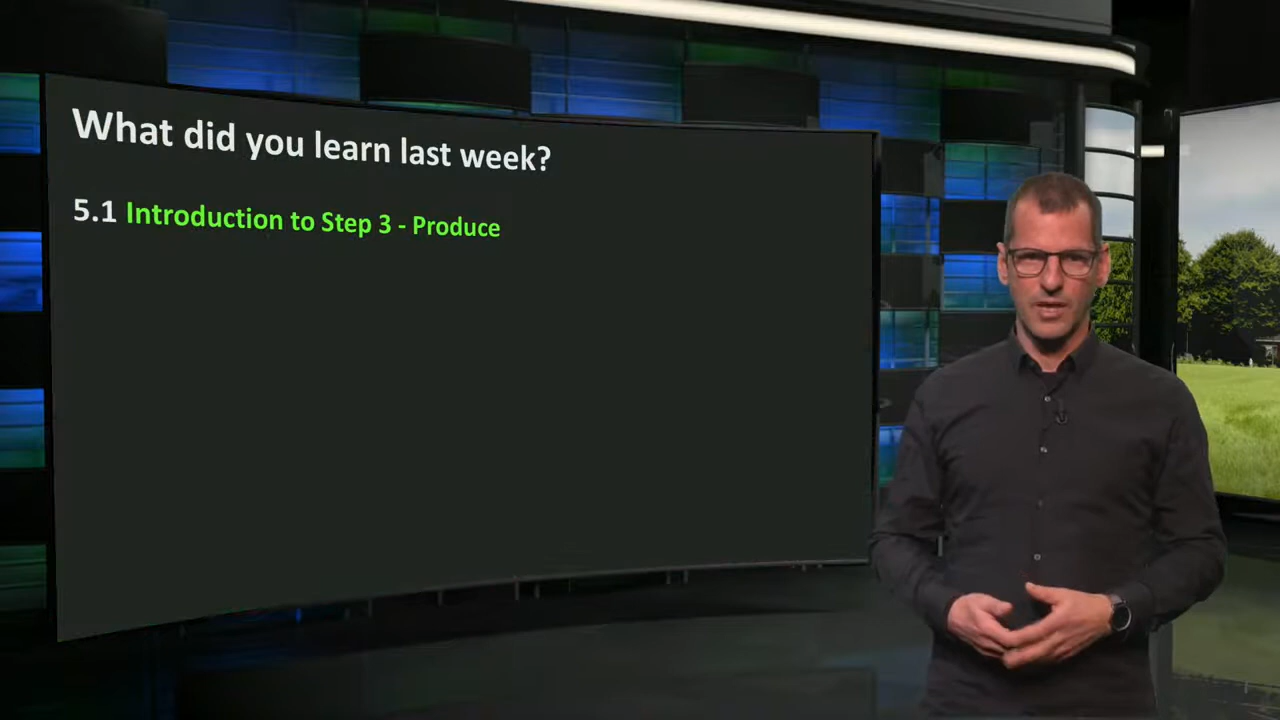 What did you learn last week?
5.1 Introduction to Step 3 - Produce